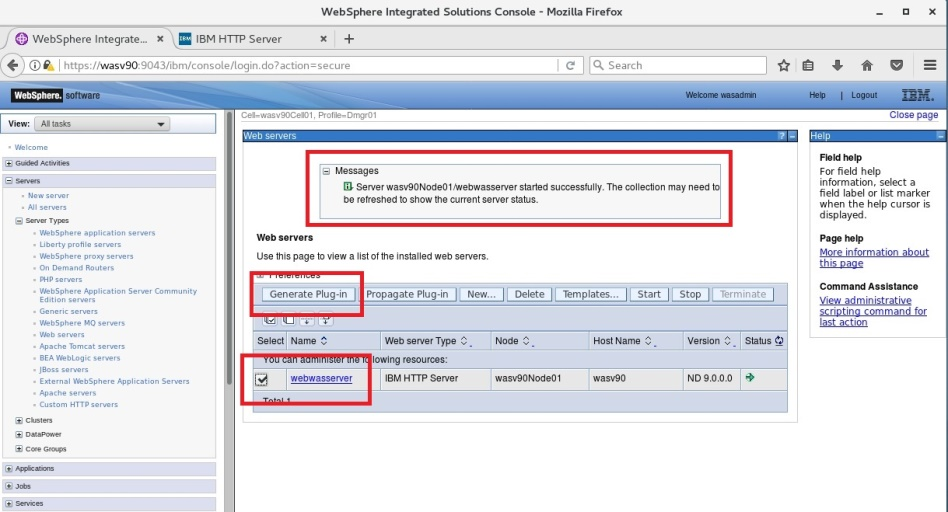 WebSphere Integrated Solutions Console - Mozilla Firefox
WebSphere Integrate... × IBM HTTP Server × +
https://wasv90:9043/ibm/console/login.do?action=secure
Search
WebSphere. software
Welcome wasadmin
Help | Logout
IBM.
View: All tasks
Welcome
Guided Activities
Servers
New server
All servers
Server Types
WebSphere application servers
Liberty profile servers
WebSphere proxy servers
On Demand Routers
PHP servers
WebSphere Application Server Community
Edition servers
Generic servers
WebSphere MQ servers
Web servers
Apache Tomcat servers
BEA WebLogic servers
JBoss servers
External WebSphere Application Servers
Apache servers
Custom HTTP servers
Clusters
DataPower
Core Groups
Applications
Jobs
Services
Cell=wasv90Cell01, Profile=Dmgr01
Close page
Web servers
? –
Messages
Server wasv90Node01/webwasserver started successfully. The collection may need to
be refreshed to show the current server status.
Web servers
Use this page to view a list of the installed web servers.
Preferences
Generate Plug-in Propagate Plug-in New... Delete Templates... Start Stop Terminate
Select Name Web server Type Node Host Name Version Status
You can administer the following resources:
webwasserver IBM HTTP Server wasv90Node01 wasv90 ND 9.0.0.0
Total 1
Help
Field help
For field help
information, select a
field label or list marker
when the help cursor is
displayed.
Page help
More information about
this page
Command Assistance
View administrative
scripting command for
last action